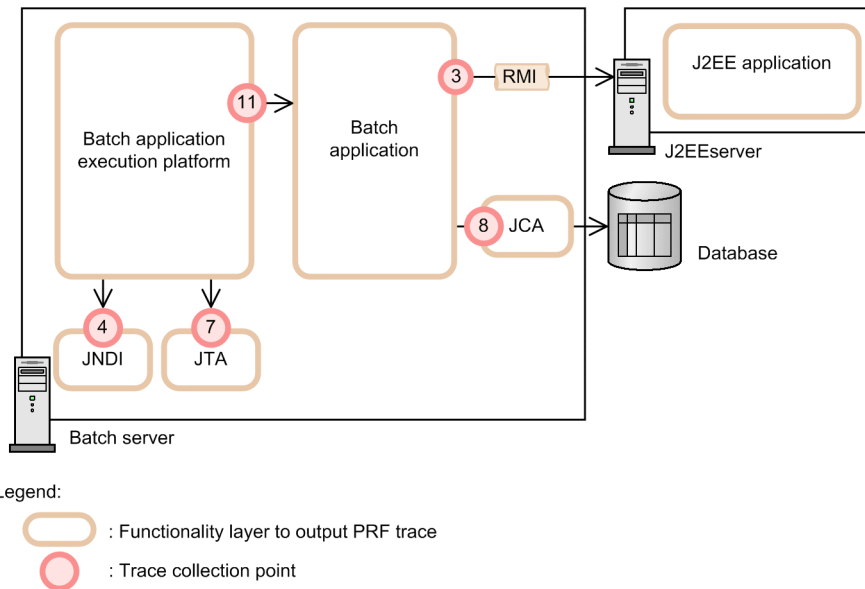 3
RMI
J2EE application
11
Batch application
execution platform
Batch
application
J2EEserver
8
JCA
Database
4
7
JNDI
JTA
Batch server
Legend:
: Functionality layer to output PRF trace
: Trace collection point